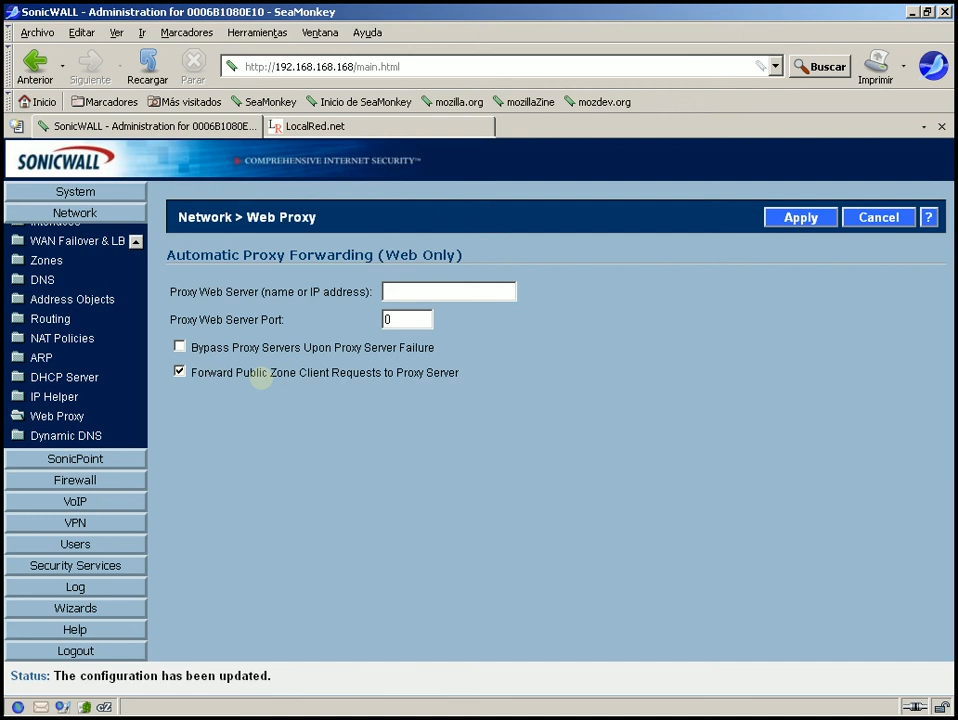 SonicWALL - Administration for 0006B1080E10 - SeaMonkey
Archivo Editar Ver Ir Marcadores Herramientas Ventana Ayuda
Anterior Siguiente Recargar Parar http://192.168.168.168/main.html Buscar Imprimir
Inicio Marcadores Más visitados SeaMonkey Inicio de SeaMonkey mozilla.org mozillaZine mozdev.org
SonicWALL - Administration for 0006B1080E... LR LocalRed.net
SONICWALL COMPREHENSIVE INTERNET SECURITY™
System
Network
Interfaces
WAN Failover & LB
Zones
DNS
Address Objects
Routing
NAT Policies
ARP
DHCP Server
IP Helper
Web Proxy
Dynamic DNS
SonicPoint
Firewall
VoIP
VPN
Users
Security Services
Log
Wizards
Help
Logout
Network > Web Proxy Apply Cancel ?
Automatic Proxy Forwarding (Web Only)
Proxy Web Server (name or IP address):
Proxy Web Server Port: 0
Bypass Proxy Servers Upon Proxy Server Failure
Forward Public Zone Client Requests to Proxy Server
Status: The configuration has been updated.